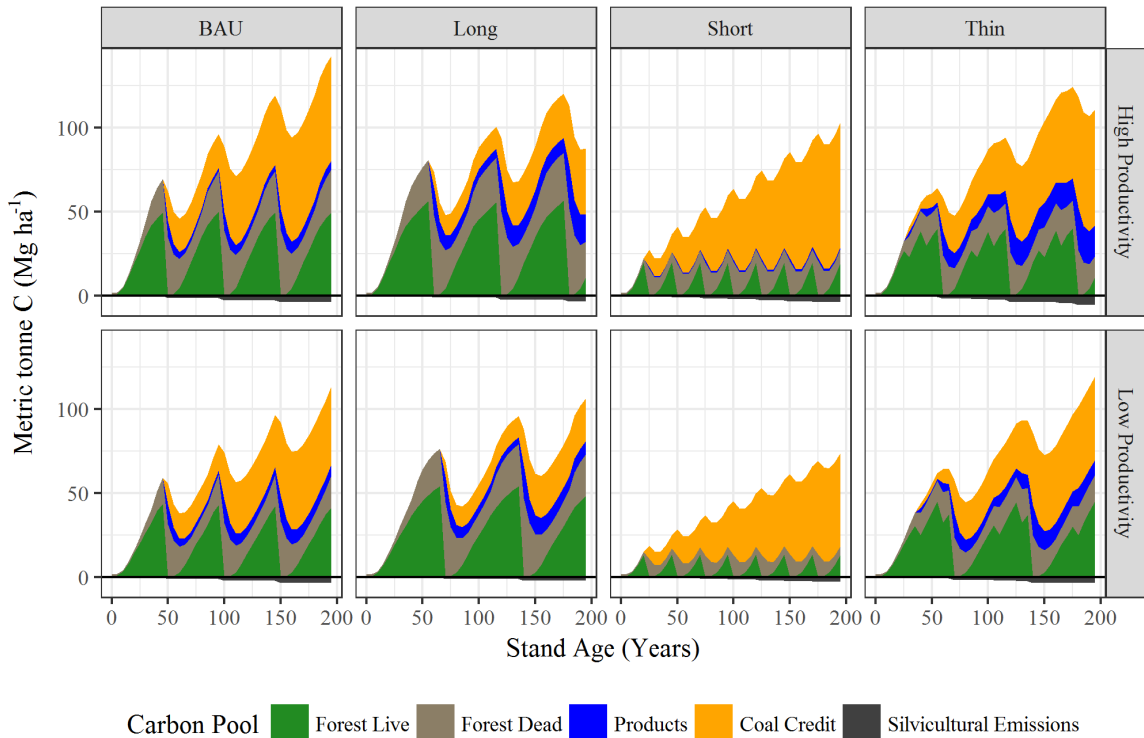 BAU Long Short Thin
High Productivity
Low Productivity
Metric tonne C (Mg ha⁻¹)
100
50
0
100
50
0
0 50 100 150 200 0 50 100 150 200 0 50 100 150 200 0 50 100 150 200
Stand Age (Years)
Carbon Pool Forest Live Forest Dead Products Coal Credit Silvicultural Emissions